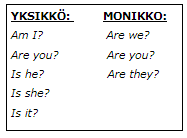 YKSIKKÖ: MONIKKO:
Am I? Are we?
Are you? Are you?
Is he? Are they?
Is she?
Is it?